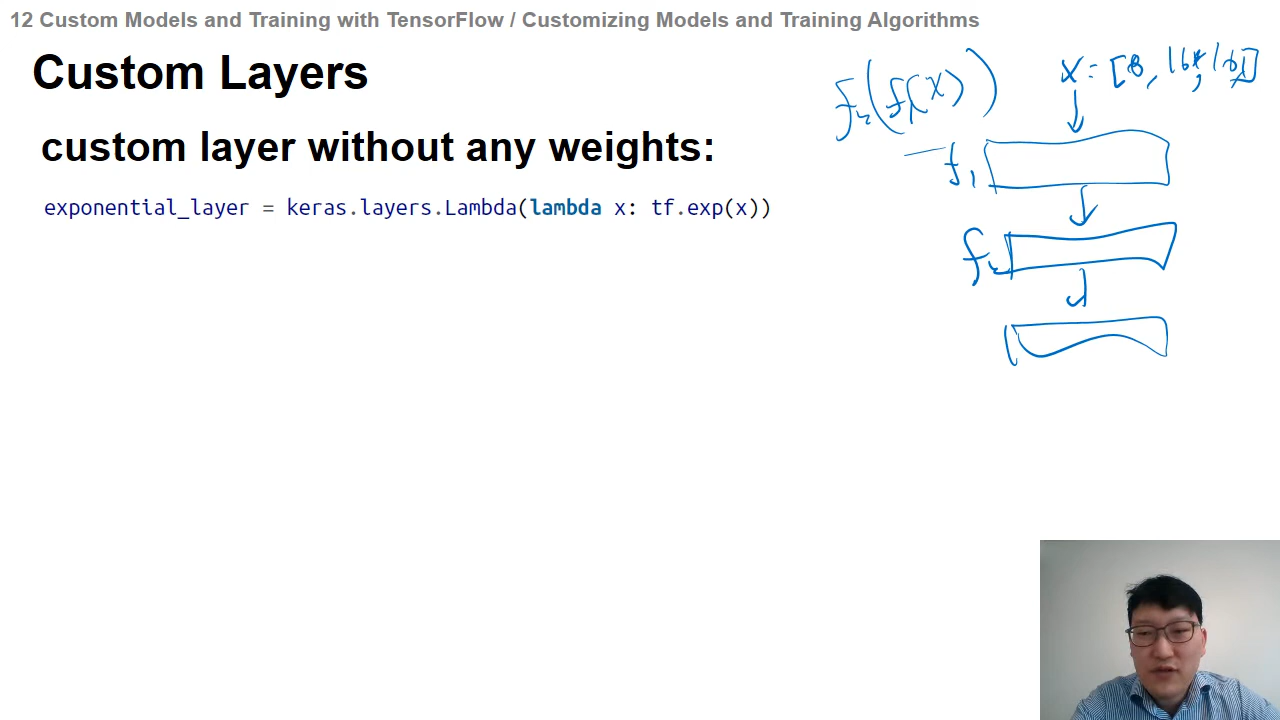 12 Custom Models and Training with TensorFlow / Customizing Models and Training Algorithms
Custom Layers
custom layer without any weights:
exponential_layer = keras.layers.Lambda(lambda x: tf.exp(x))
f₂(f(x))
x = [8,
f₁
f₂